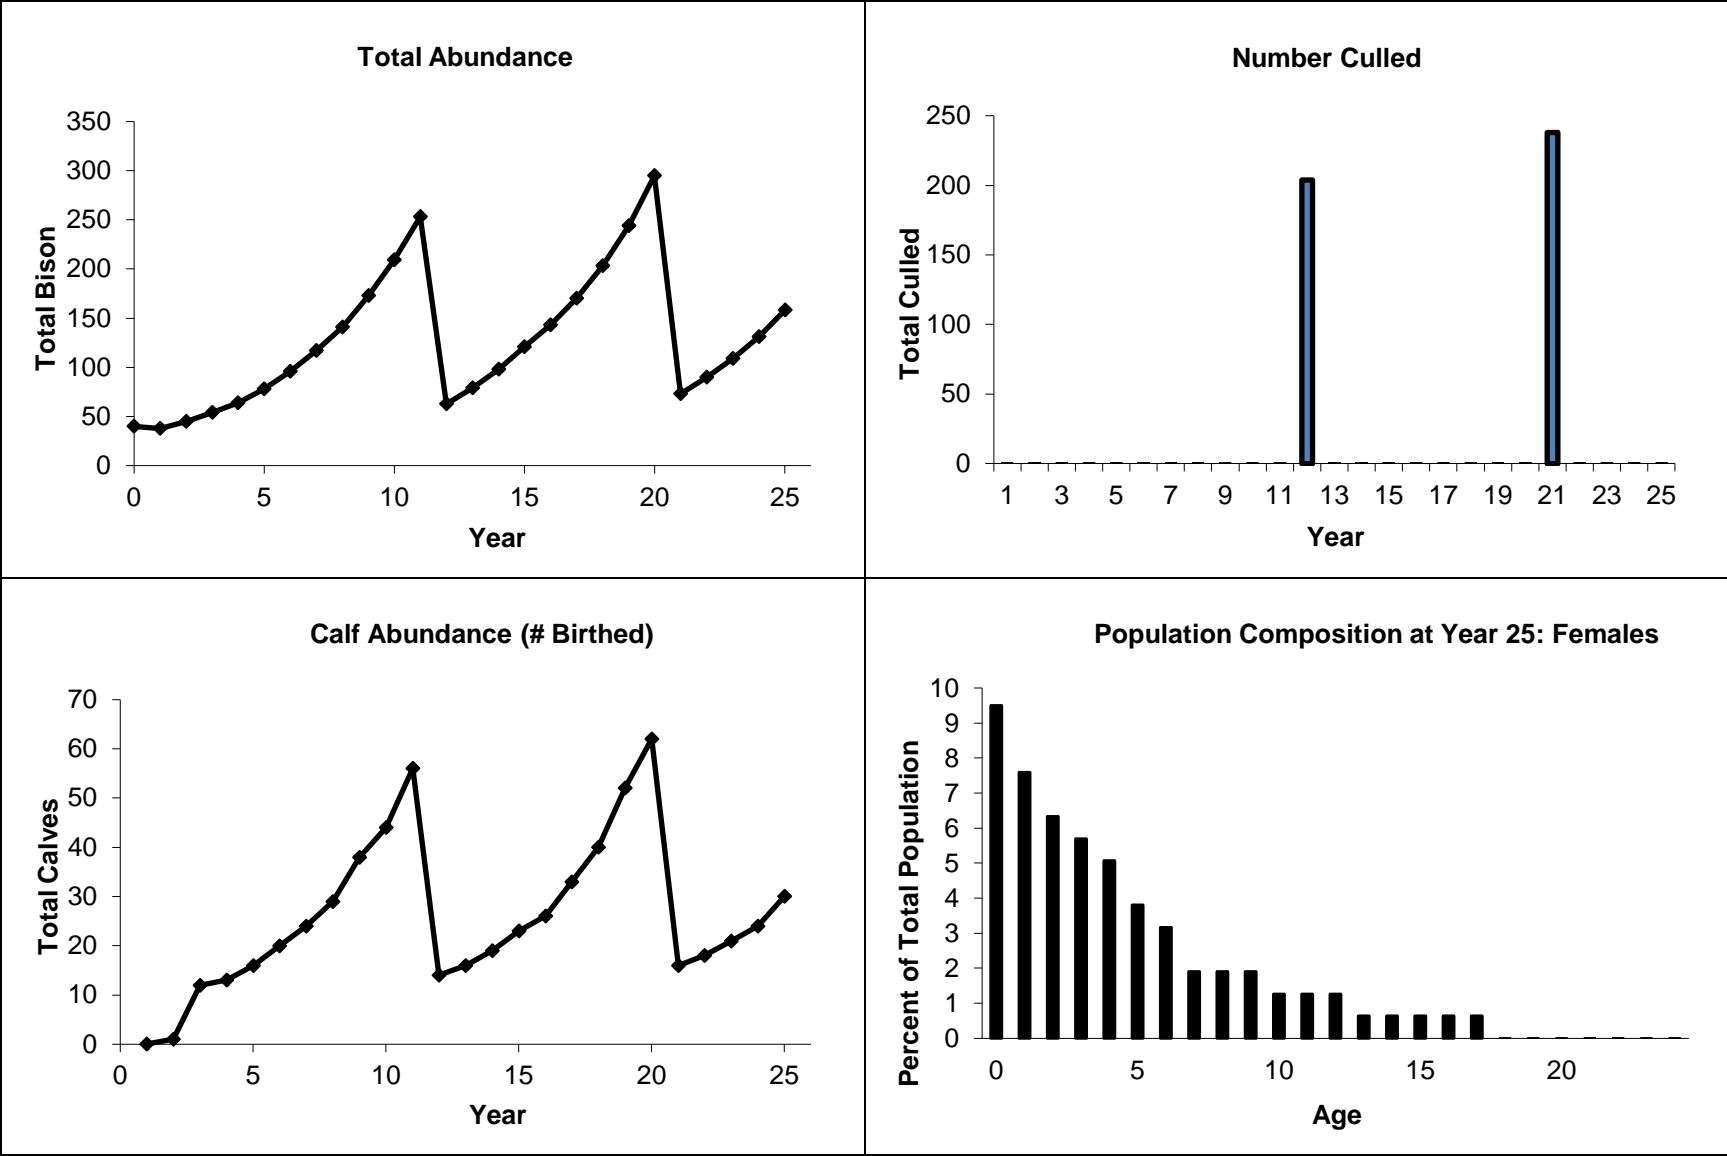 Total Abundance
350
300
250
200
150
100
50
0
Total Bison
0 5 10 15 20 25
Year
Number Culled
250
200
150
100
50
0
Total Culled
1 3 5 7 9 11 13 15 17 19 21 23 25
Year
Calf Abundance (# Birthed)
70
60
50
40
30
20
10
0
Total Calves
0 5 10 15 20 25
Year
Population Composition at Year 25: Females
10
9
8
7
6
5
4
3
2
1
0
Percent of Total Population
0 5 10 15 20
Age